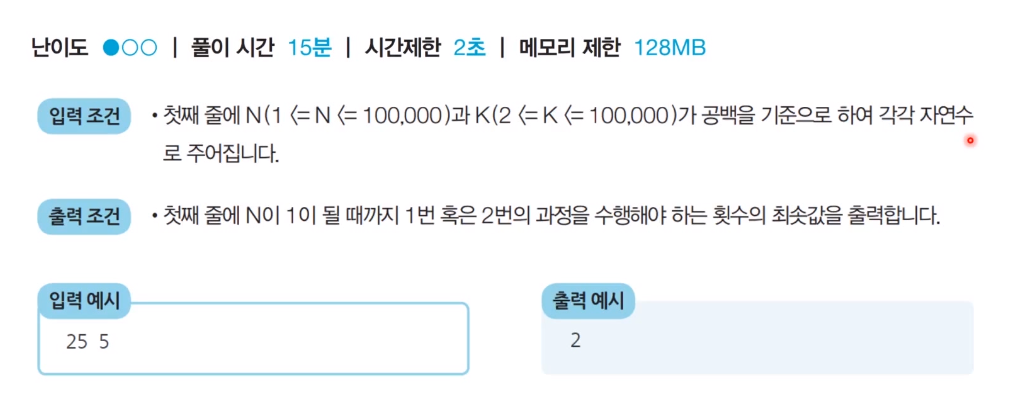 난이도 ●○○ | 풀이 시간 15분 | 시간제한 2초 | 메모리 제한 128MB
입력 조건 • 첫째 줄에 N(1 <= N <= 100,000)과 K(2 <= K <= 100,000)가 공백을 기준으로 하여 각각 자연수
로 주어집니다.
출력 조건 • 첫째 줄에 N이 1이 될 때까지 1번 혹은 2번의 과정을 수행해야 하는 횟수의 최솟값을 출력합니다.
입력 예시
25 5
출력 예시
2